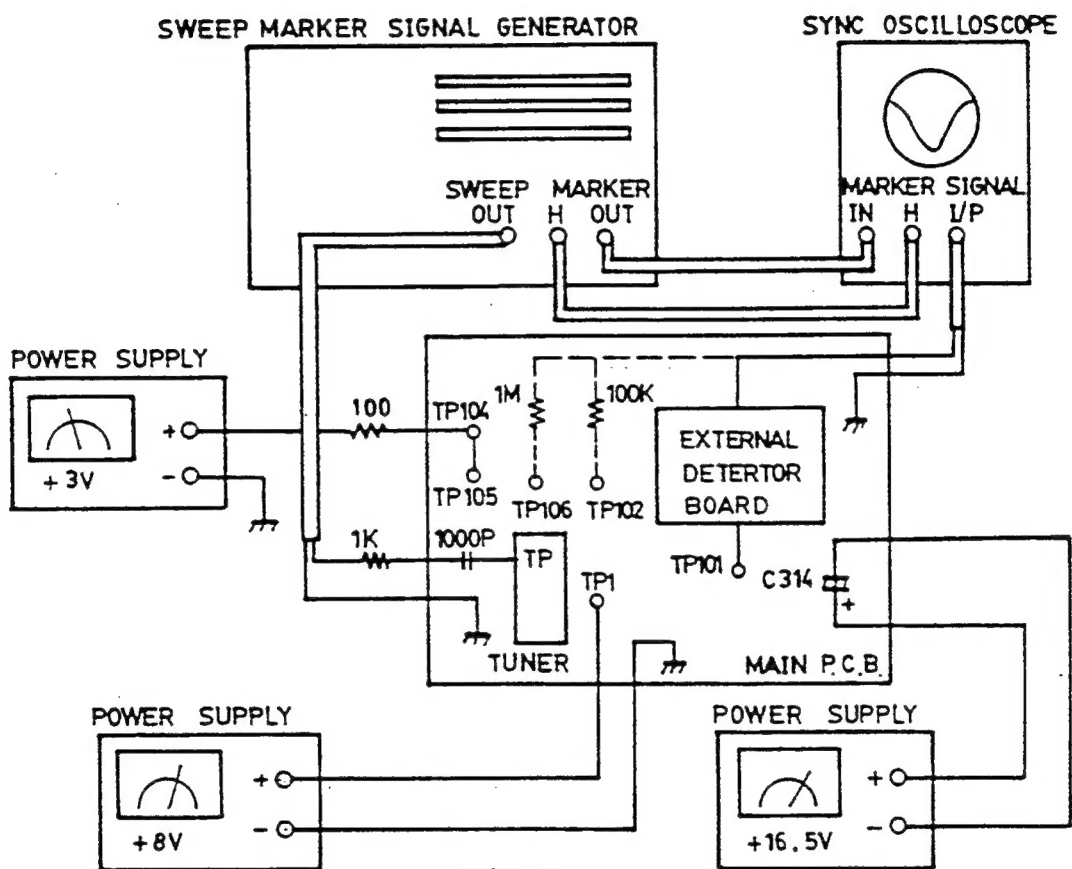 SWEEP MARKER SIGNAL GENERATOR
SYNC OSCILLOSCOPE
SWEEP OUT
H
MARKER OUT
MARKER IN
H
SIGNAL I/P
POWER SUPPLY
+
-
+3V
100
TP104
TP105
1M
100K
TP106
TP102
EXTERNAL
DETERTOR
BOARD
TP101
1K
1000P
TP
TUNER
TP1
C314
+
MAIN P.C.B.
POWER SUPPLY
+
-
+8V
POWER SUPPLY
+
-
+16.5V